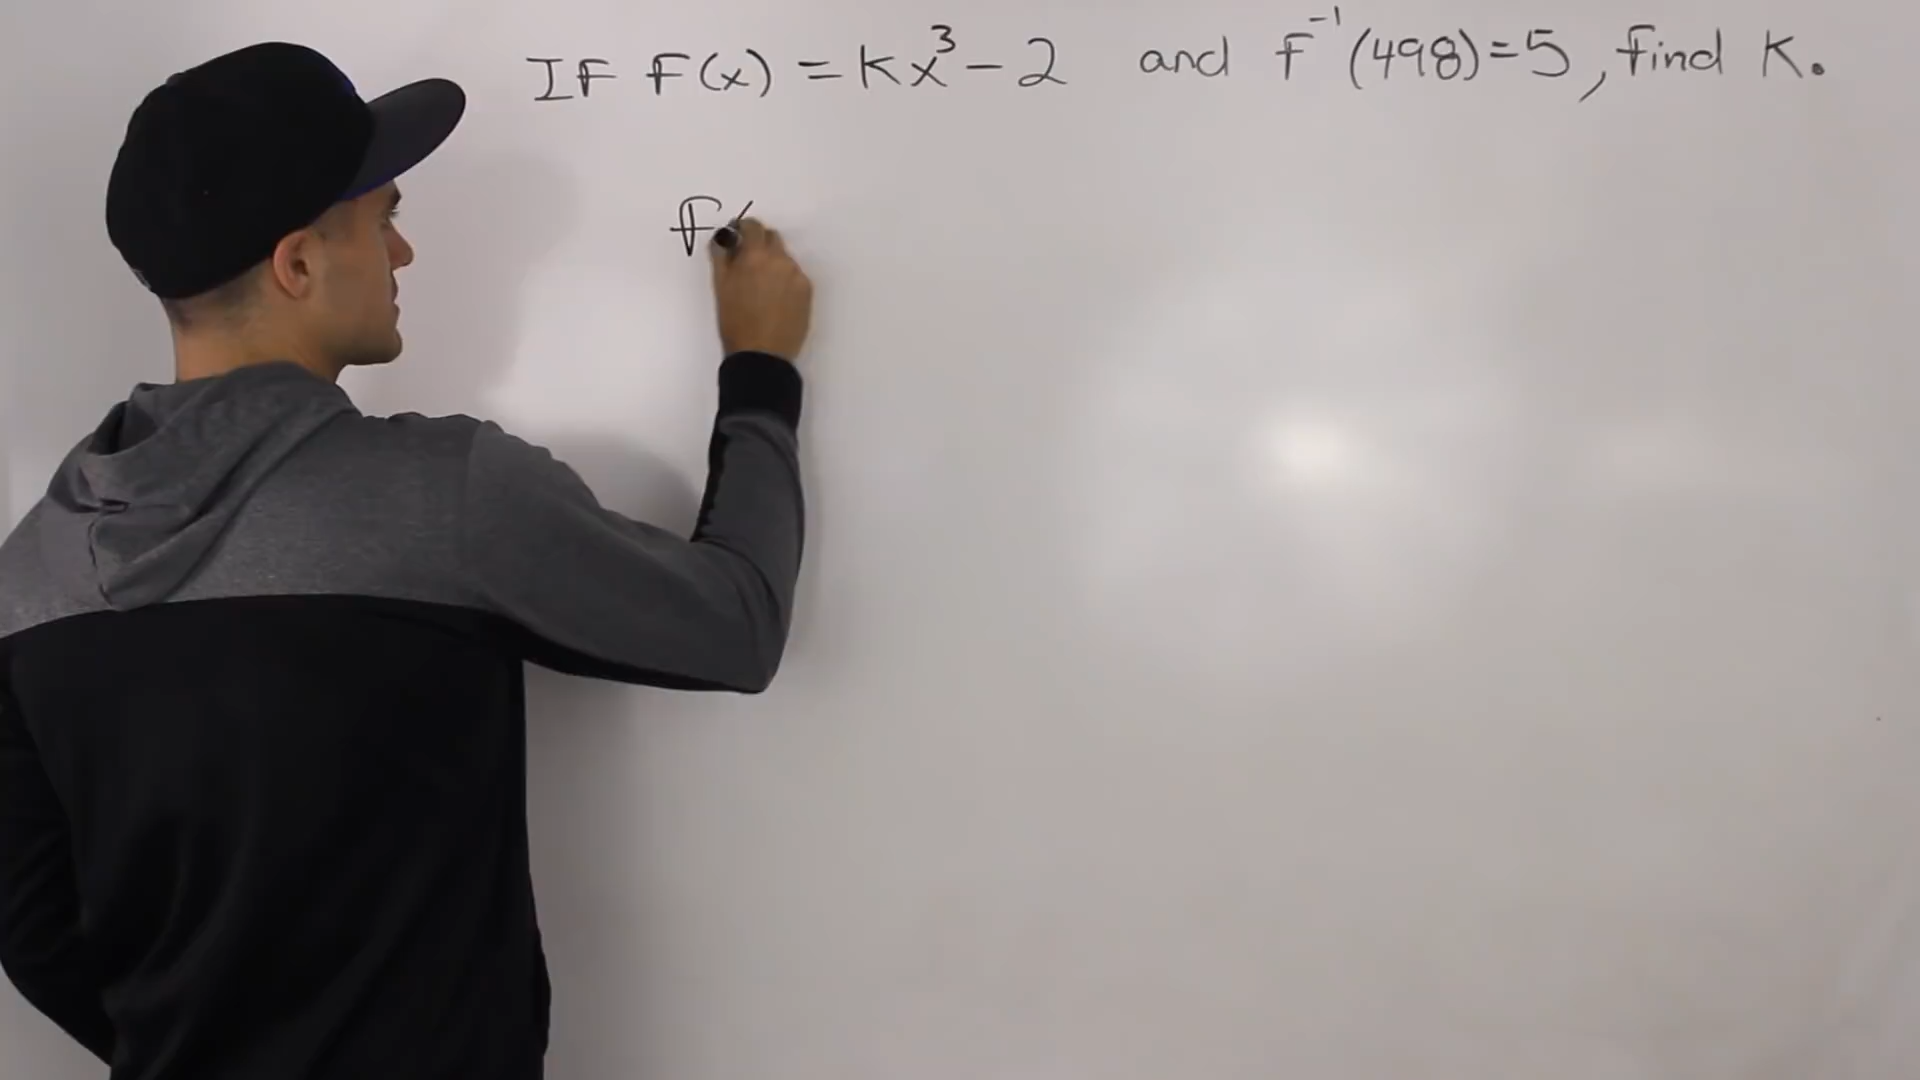 If f(x) = kx³ - 2 and f⁻¹(498) = 5, find k.
f(